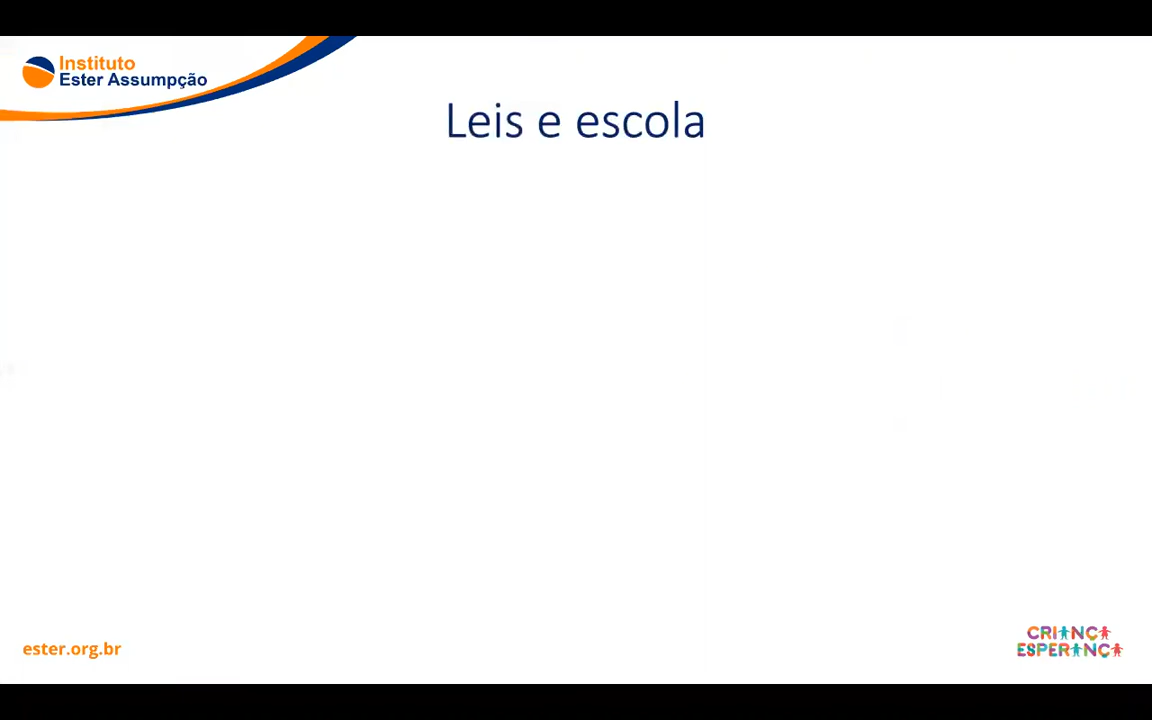 Instituto
Ester Assumpção
Leis e escola
ester.org.br
CRIANÇA
ESPERANÇA